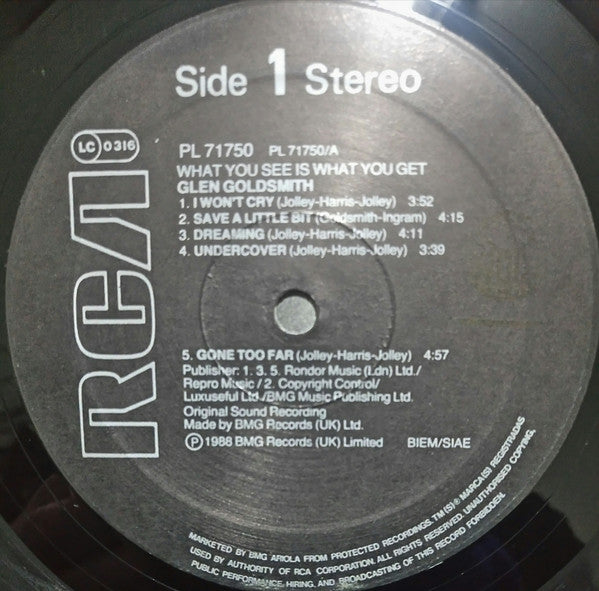 Side 1 Stereo
LC 0316
RCA
PL 71750 PL 71750/A
WHAT YOU SEE IS WHAT YOU GET
GLEN GOLDSMITH
1. I WON'T CRY (Jolley-Harris-Jolley) 3:52
2. SAVE A LITTLE BIT (Goldsmith-Ingram) 4:15
3. DREAMING (Jolley-Harris-Jolley) 4:11
4. UNDERCOVER (Jolley-Harris-Jolley) 3:39
5. GONE TOO FAR (Jolley-Harris-Jolley) 4:57
Publisher: 1. 3. 5. Rondor Music (Ldn) Ltd./
Repro Music / 2. Copyright Control/
Luxuseful Ltd./BMG Music Publishing Ltd.
Original Sound Recording
Made by BMG Records (UK) Ltd.
Ⓟ 1988 BMG Records (UK) Limited BIEM/SIAE
MARKETED BY BMG ARIOLA FROM PROTECTED RECORDINGS. TM(S)® MARCA(S) REGISTRADAS
USED BY AUTHORITY OF RCA CORPORATION. ALL RIGHTS RESERVED. UNAUTHORISED COPYING,
PUBLIC PERFORMANCE, HIRING, AND BROADCASTING OF THIS RECORD FORBIDDEN.